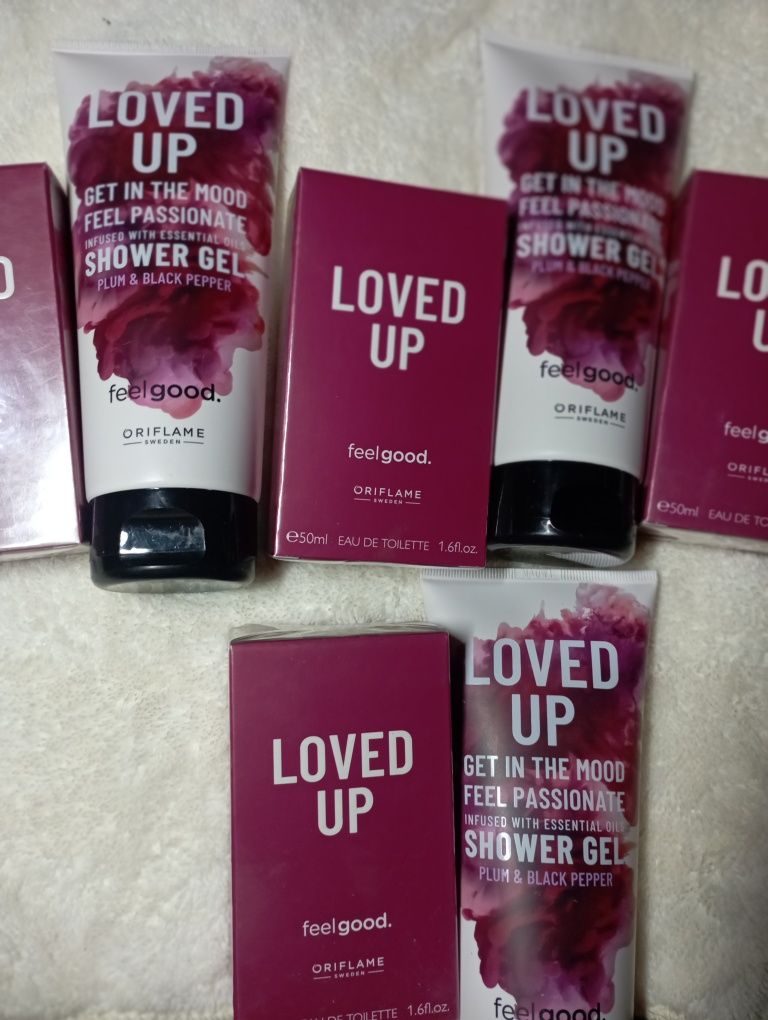 LOVED
UP
GET IN THE MOOD
FEEL PASSIONATE
INFUSED WITH ESSENTIAL OILS
SHOWER GEL
PLUM & BLACK PEPPER
feelgood.
ORIFLAME
SWEDEN
LOVED
UP
feelgood.
ORIFLAME
SWEDEN
℮50ml EAU DE TOILETTE 1.6fl.oz.
LOVED
UP
GET IN THE MOOD
FEEL PASSIONATE
INFUSED WITH
SHOWER GEL
PLUM & BLACK PEPPER
feelgood.
ORIFLAME
SWEDEN
℮50ml EAU DE
LOVED
UP
feelgood.
ORIFLAME
SWEDEN
EAU DE TOILETTE 1.6fl.oz.
LOVED
UP
GET IN THE MOOD
FEEL PASSIONATE
INFUSED WITH ESSENTIAL OILS
SHOWER GEL
PLUM & BLACK PEPPER
feelgood.